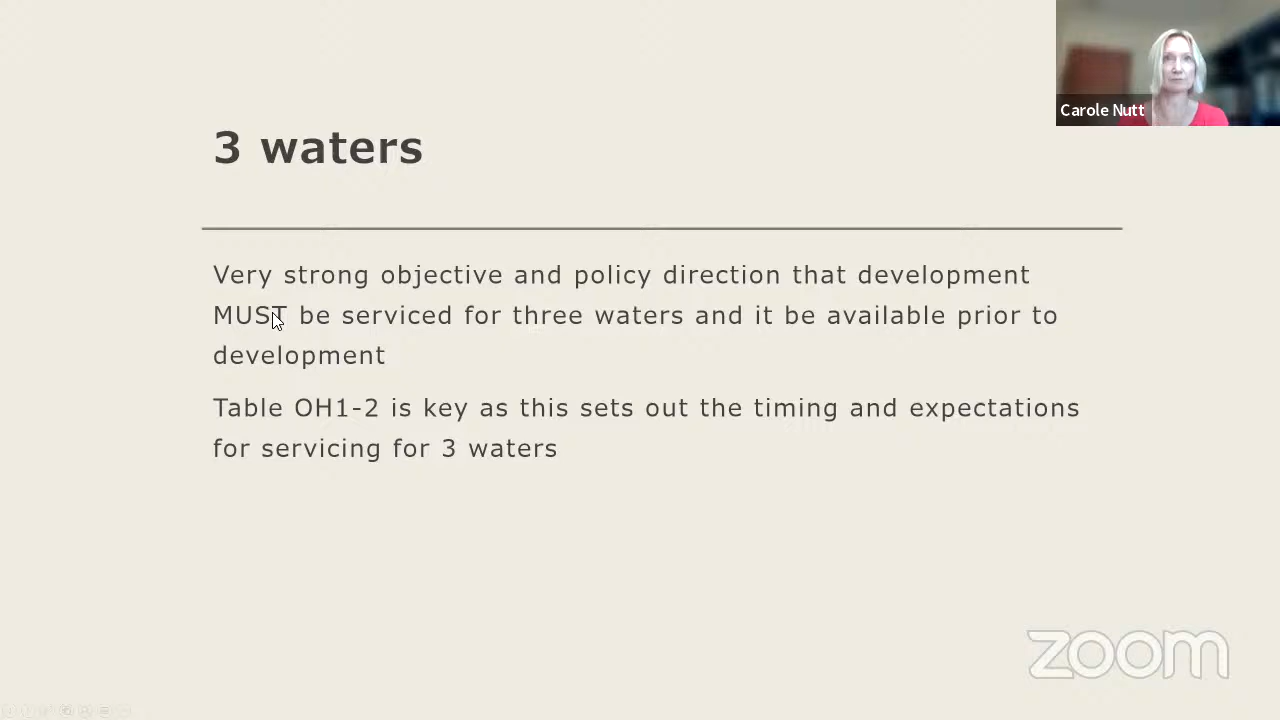 Carole Nutt
3 waters
Very strong objective and policy direction that development
MUST be serviced for three waters and it be available prior to
development
Table OH1-2 is key as this sets out the timing and expectations
for servicing for 3 waters
zoom